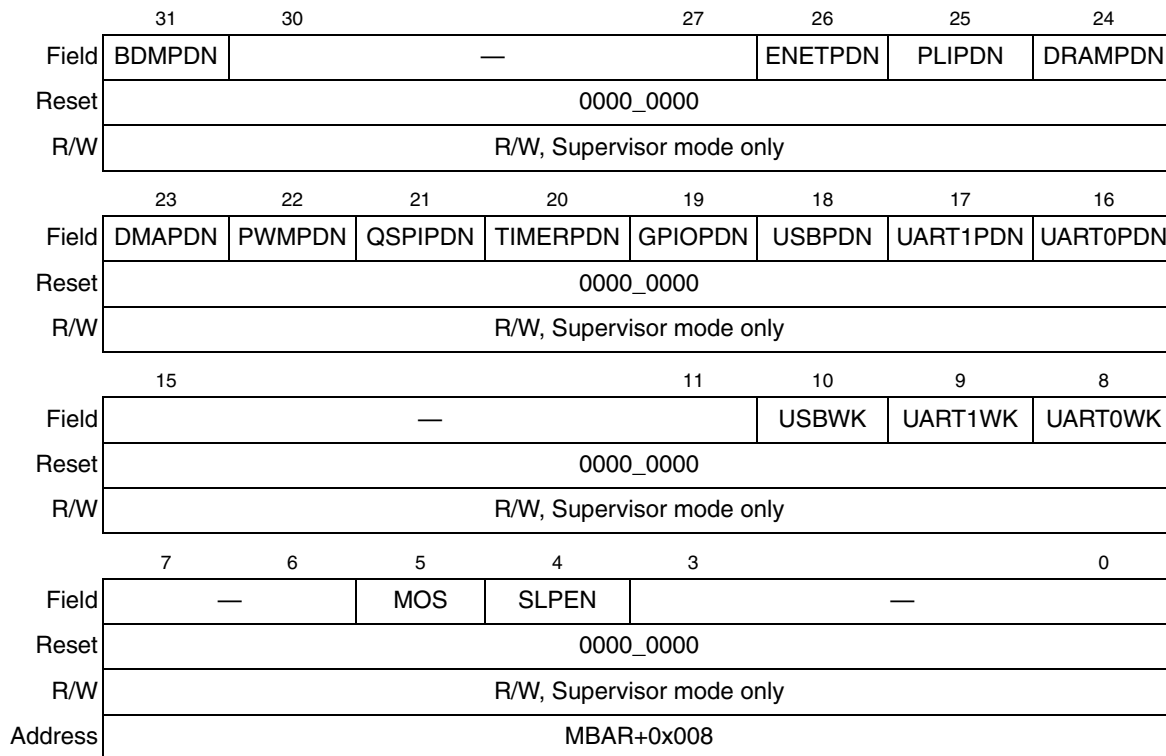 31 30 27 26 25 24
Field BDMPDN — ENETPDN PLIPDN DRAMPDN
Reset 0000_0000
R/W R/W, Supervisor mode only
23 22 21 20 19 18 17 16
Field DMAPDN PWMPDN QSPIPDN TIMERPDN GPIOPDN USBPDN UART1PDN UART0PDN
Reset 0000_0000
R/W R/W, Supervisor mode only
15 11 10 9 8
Field — USBWK UART1WK UART0WK
Reset 0000_0000
R/W R/W, Supervisor mode only
7 6 5 4 3 0
Field — MOS SLPEN —
Reset 0000_0000
R/W R/W, Supervisor mode only
Address MBAR+0x008